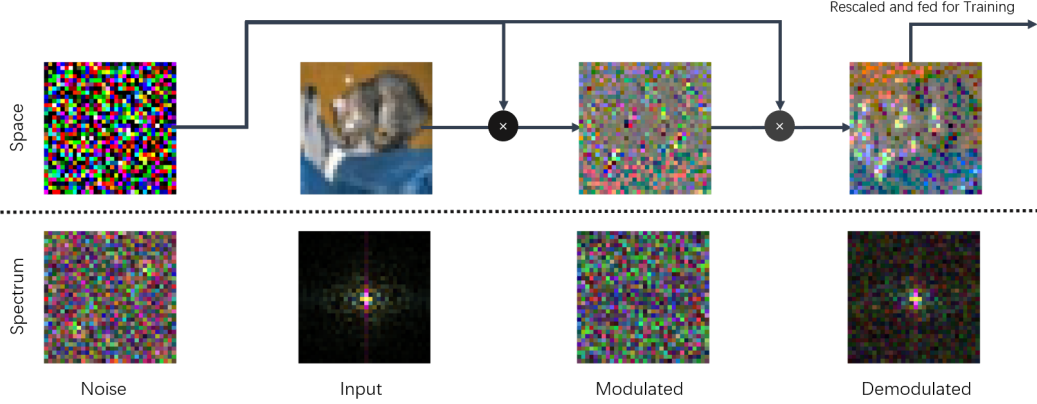 Rescaled and fed for Training
Space
×
×
Spectrum
Noise
Input
Modulated
Demodulated